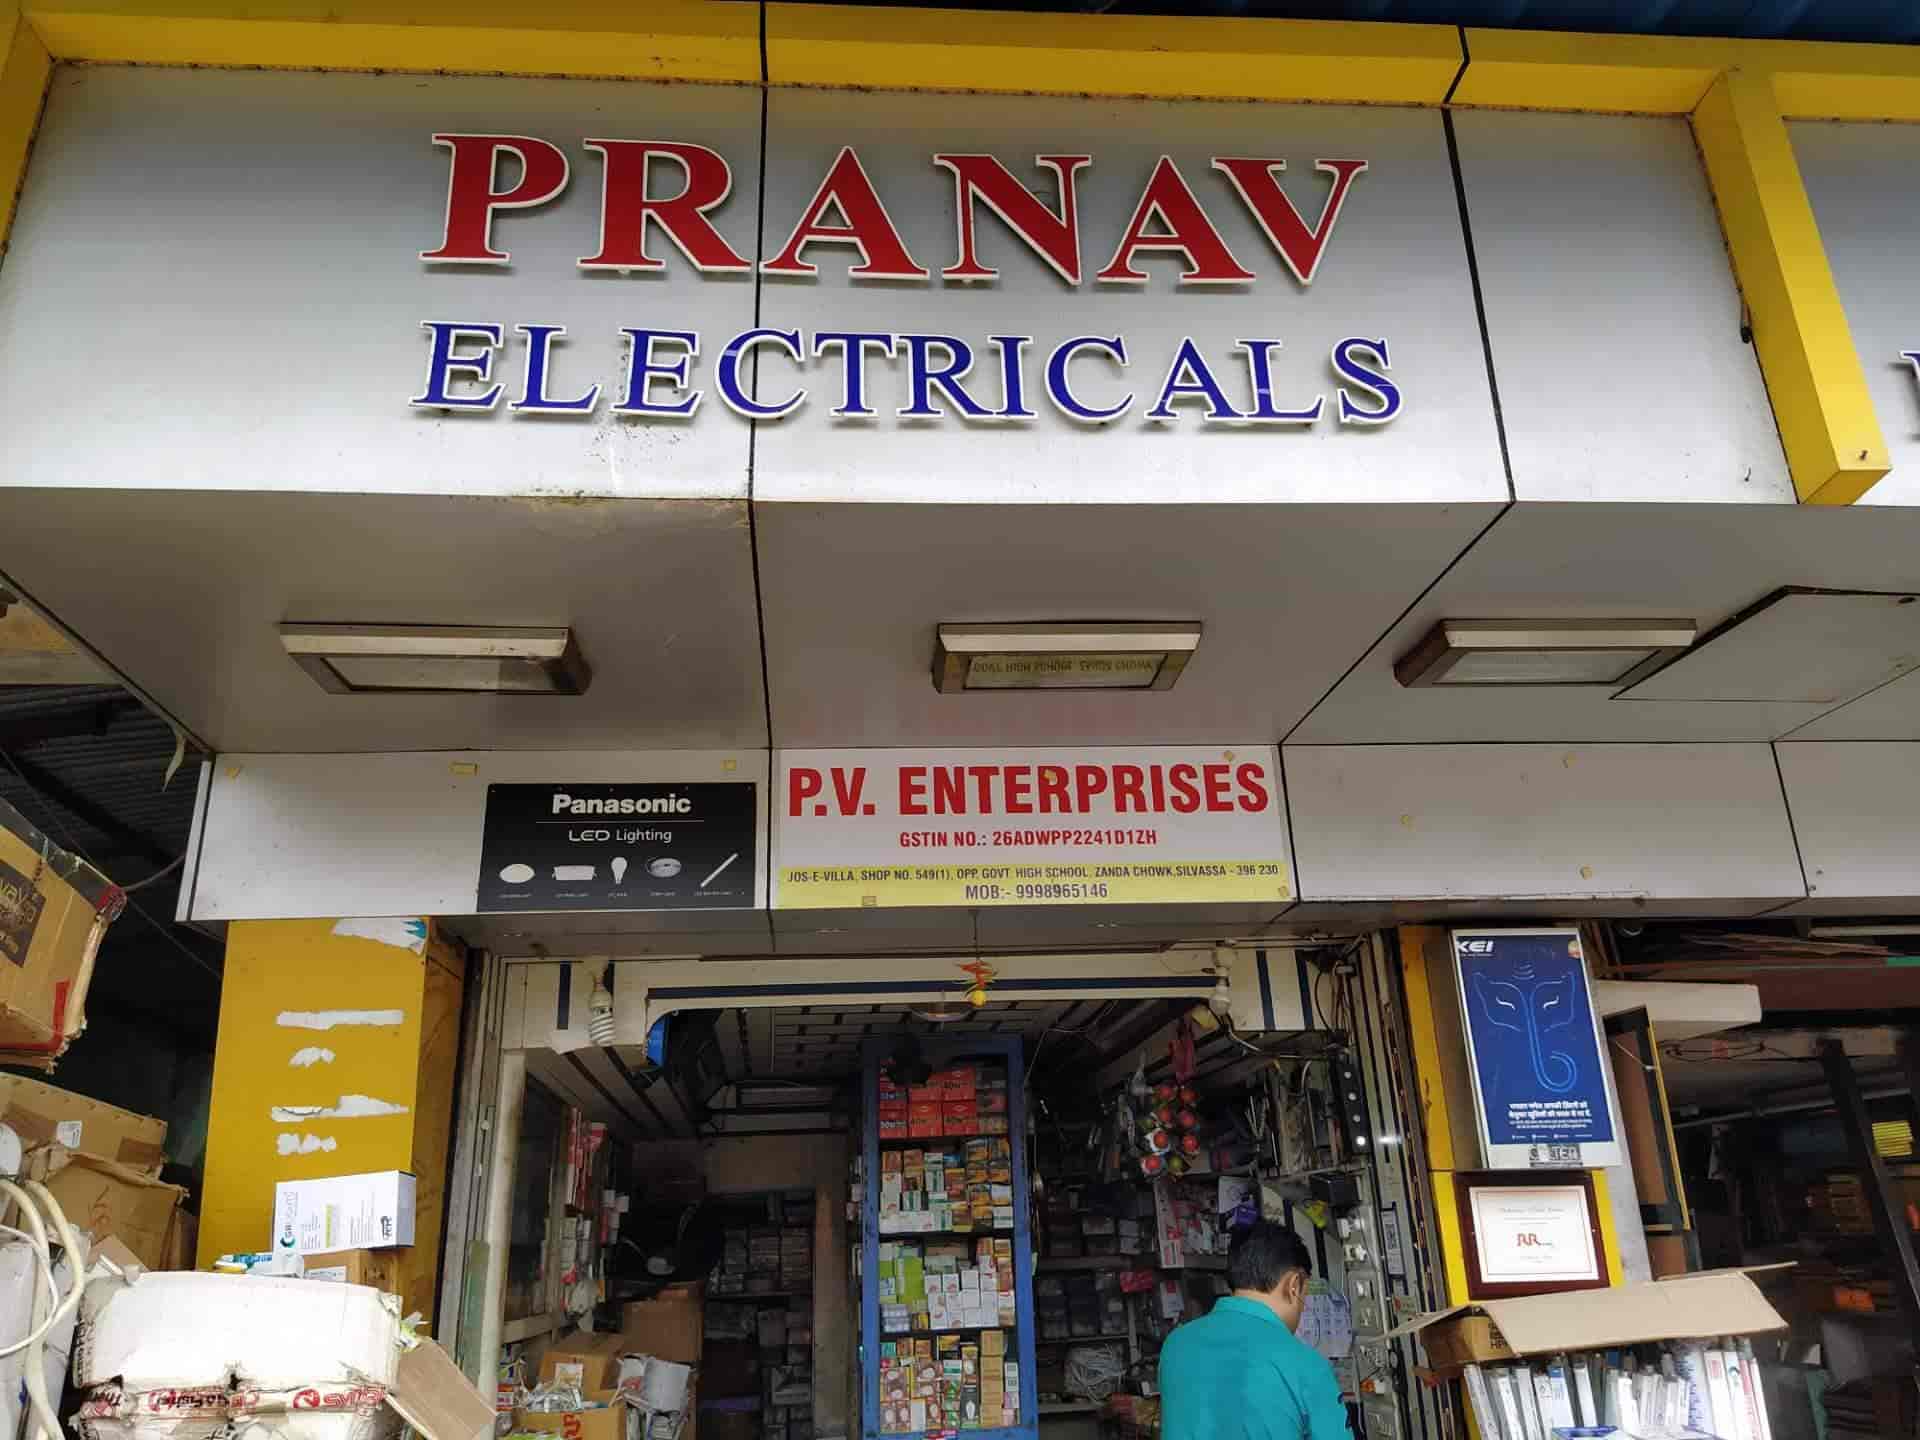 PRANAV
ELECTRICALS
Panasonic
LED Lighting
P.V. ENTERPRISES
GSTIN NO.: 26ADWPP2241D1ZH
JOS-E-VILLA, SHOP NO. 549(1), OPP. GOVT. HIGH SCHOOL, ZANDA CHOWK,SILVASSA - 396 230
MOB:- 9998965146
KEI
RR